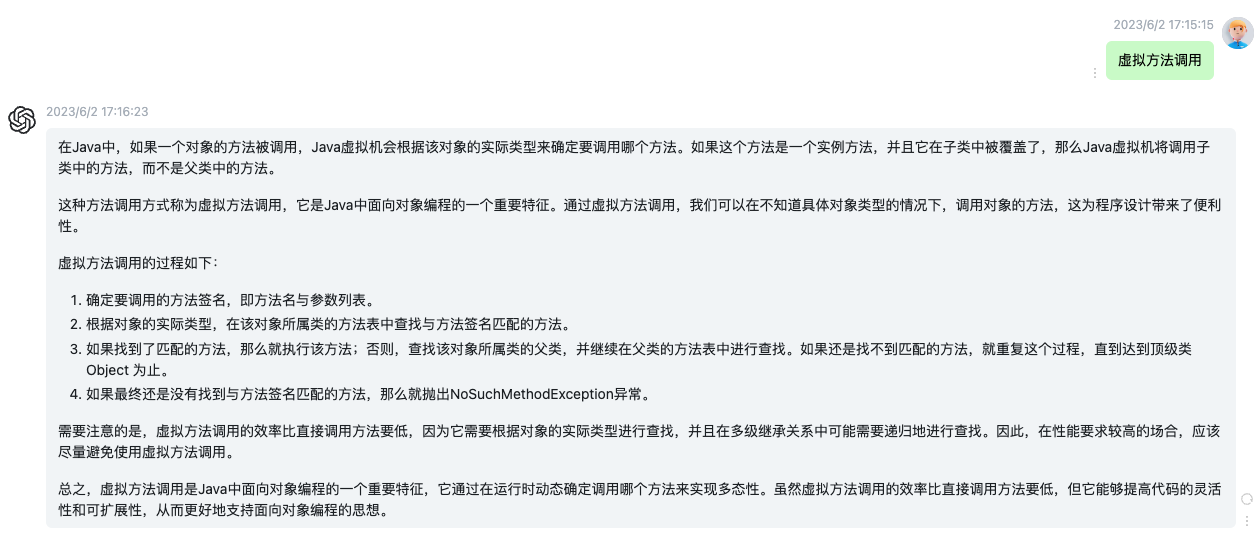 2023/6/2 17:15:15
虚拟方法调用
2023/6/2 17:16:23
在Java中，如果一个对象的方法被调用，Java虚拟机会根据该对象的实际类型来确定要调用哪个方法。如果这个方法是一个实例方法，并且它在子类中被覆盖了，那么Java虚拟机将调用子
类中的方法，而不是父类中的方法。
这种方法调用方式称为虚拟方法调用，它是Java中面向对象编程的一个重要特征。通过虚拟方法调用，我们可以在不知道具体对象类型的情况下，调用对象的方法，这为程序设计带来了便利
性。
虚拟方法调用的过程如下：
1. 确定要调用的方法签名，即方法名与参数列表。
2. 根据对象的实际类型，在该对象所属类的方法表中查找与方法签名匹配的方法。
3. 如果找到了匹配的方法，那么就执行该方法；否则，查找该对象所属类的父类，并继续在父类的方法表中进行查找。如果还是找不到匹配的方法，就重复这个过程，直到达到顶级类
Object 为止。
4. 如果最终还是没有找到与方法签名匹配的方法，那么就抛出NoSuchMethodException异常。
需要注意的是，虚拟方法调用的效率比直接调用方法要低，因为它需要根据对象的实际类型进行查找，并且在多级继承关系中可能需要递归地进行查找。因此，在性能要求较高的场合，应该
尽量避免使用虚拟方法调用。
总之，虚拟方法调用是Java中面向对象编程的一个重要特征，它通过在运行时动态确定调用哪个方法来实现多态性。虽然虚拟方法调用的效率比直接调用方法要低，但它能够提高代码的灵活
性和可扩展性，从而更好地支持面向对象编程的思想。